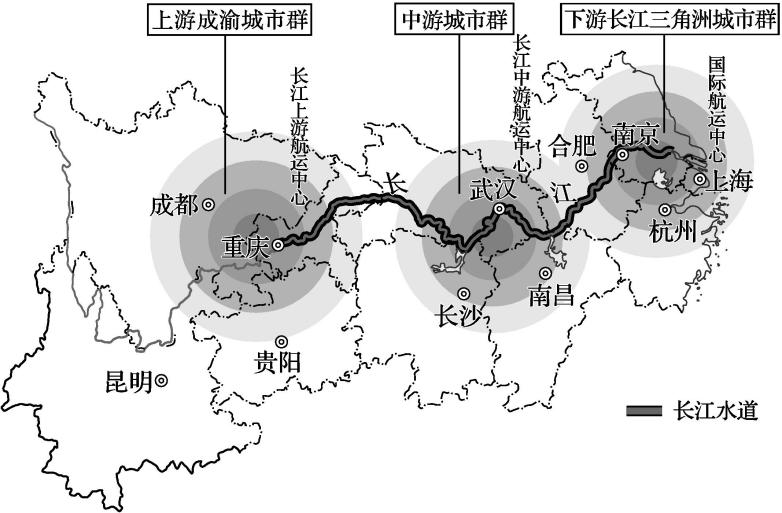 上游成渝城市群
中游城市群
下游长江三角洲城市群
长江上游航运中心
长江中游航运中心
国际航运中心
合肥
南京
上海
杭州
成都
重庆
长
武汉
江
南昌
长沙
贵阳
昆明
长江水道